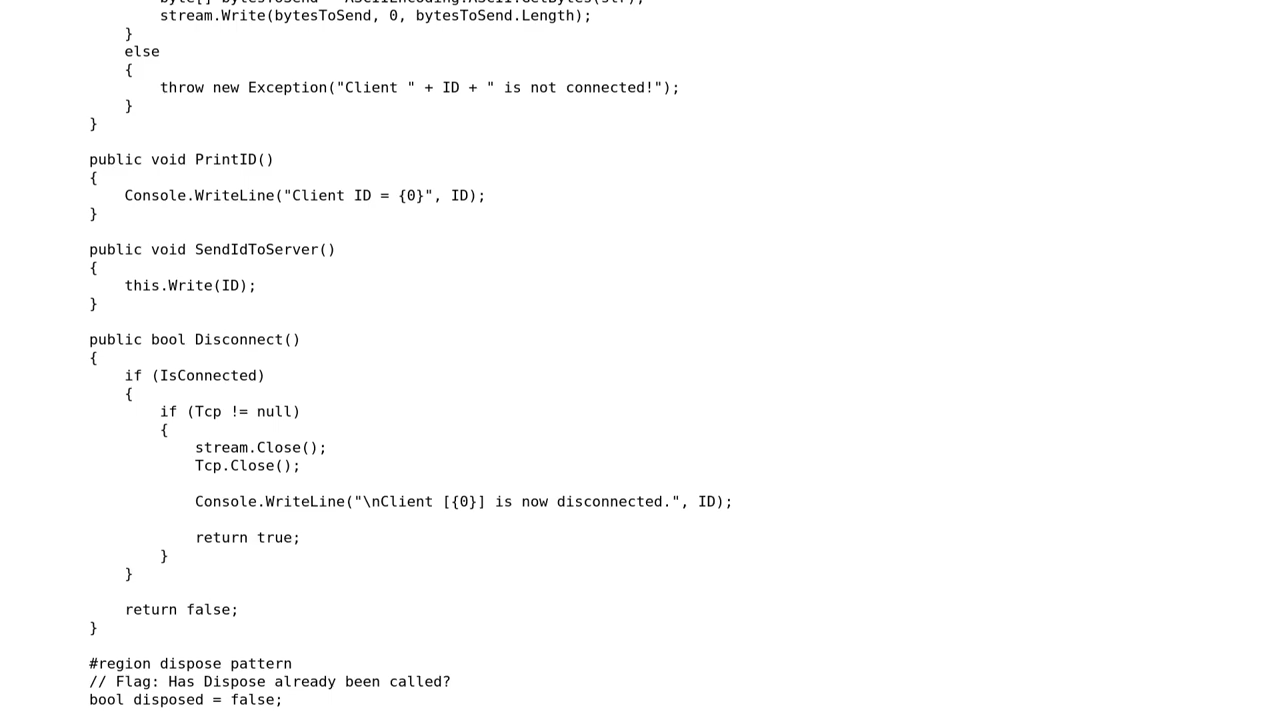 stream.Write(bytesToSend, 0, bytesToSend.Length);
}
else
{
throw new Exception("Client " + ID + " is not connected!");
}
}
public void PrintID()
{
Console.WriteLine("Client ID = {0}", ID);
}
public void SendIdToServer()
{
this.Write(ID);
}
public bool Disconnect()
{
if (IsConnected)
{
if (Tcp != null)
{
stream.Close();
Tcp.Close();
Console.WriteLine("\nClient [{0}] is now disconnected.", ID);
return true;
}
}
return false;
}
#region dispose pattern
// Flag: Has Dispose already been called?
bool disposed = false;